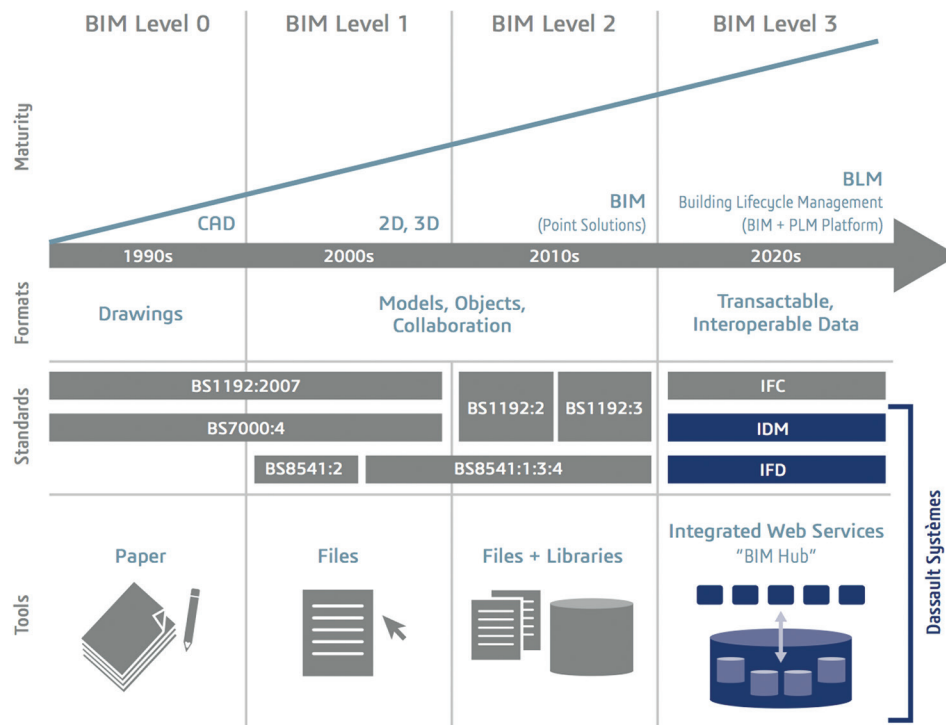 BIM Level 0
BIM Level 1
BIM Level 2
BIM Level 3
Maturity
CAD
2D, 3D
BIM
(Point Solutions)
BLM
Building Lifecycle Management
(BIM + PLM Platform)
1990s
2000s
2010s
2020s
Formats
Drawings
Models, Objects,
Collaboration
Transactable,
Interoperable Data
Standards
BS1192:2007
BS1192:2
BS1192:3
IFC
BS7000:4
IDM
BS8541:2
BS8541:1:3:4
IFD
Tools
Paper
Files
Files + Libraries
Integrated Web Services
“BIM Hub”
Dassault Systèmes